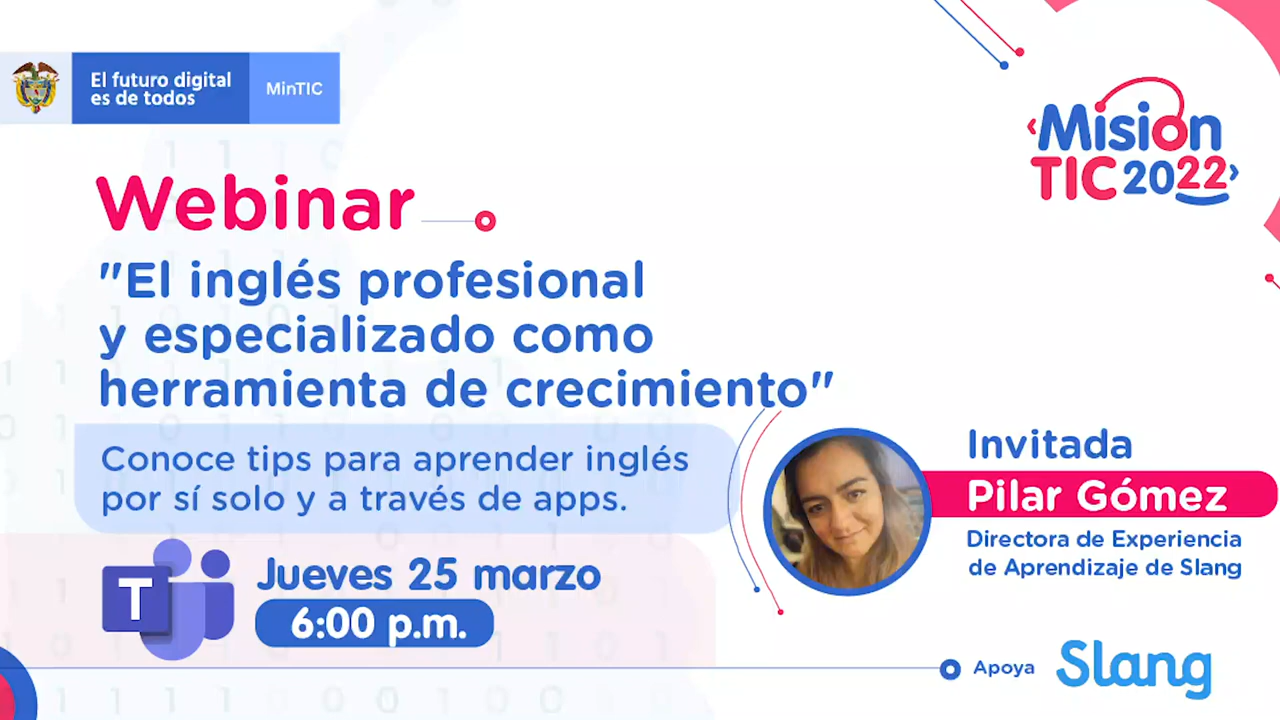 El futuro digital
es de todos
MinTIC
‹Misión
TIC 2022›
Webinar
"El inglés profesional
y especializado como
herramienta de crecimiento"
Conoce tips para aprender inglés
por sí solo y a través de apps.
T
Jueves 25 marzo
6:00 p.m.
Invitada
Pilar Gómez
Directora de Experiencia
de Aprendizaje de Slang
Apoya
Slang